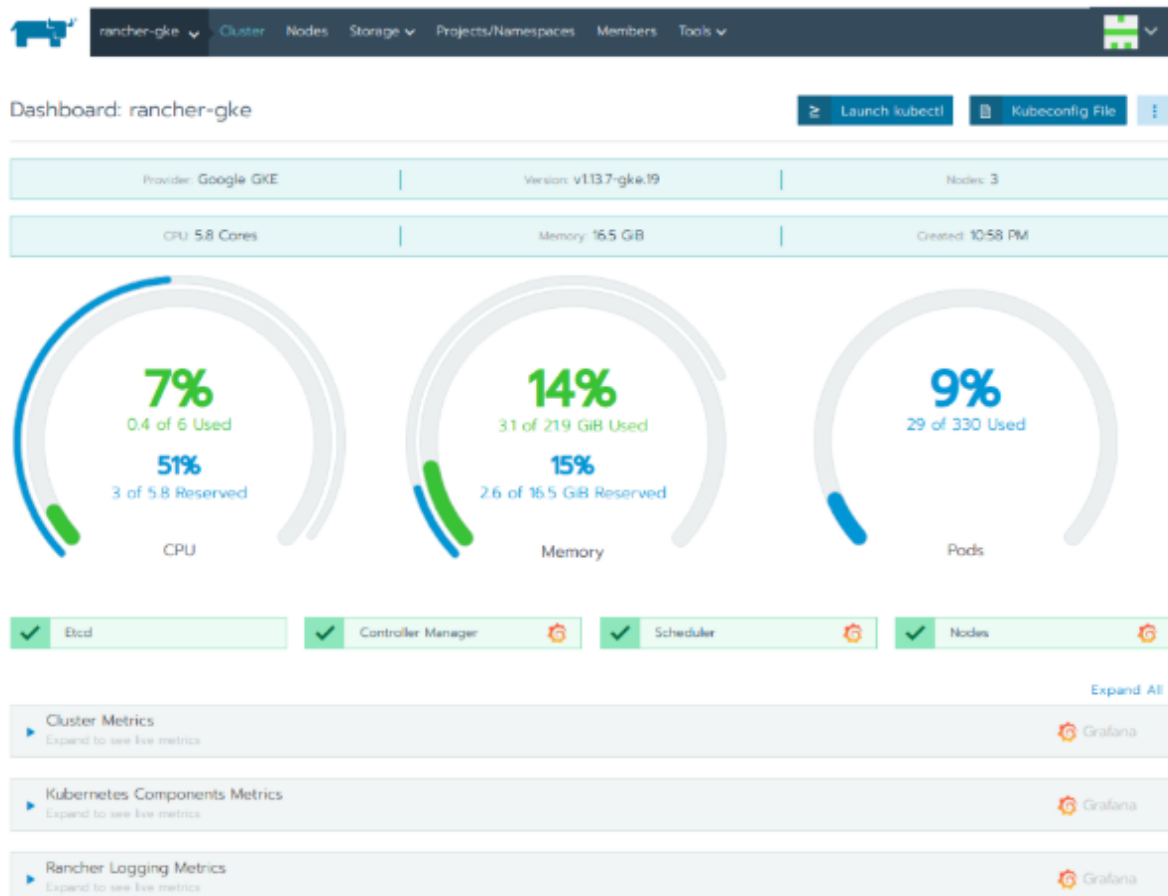 rancher-gke Cluster Nodes Storage Projects/Namespaces Members Tools
Dashboard: rancher-gke
Launch kubectl Kubeconfig File
Provider: Google GKE Version: v1.13.7-gke.19 Nodes: 3
CPU: 5.8 Cores Memory: 16.5 GiB Created: 10:58 PM
7%
0.4 of 6 Used
51%
3 of 5.8 Reserved
CPU
14%
3.1 of 21.9 GiB Used
15%
2.6 of 16.5 GiB Reserved
Memory
9%
29 of 330 Used
Pods
Etcd Controller Manager Scheduler Nodes
Expand All
Cluster Metrics
Expand to see live metrics
Grafana
Kubernetes Components Metrics
Expand to see live metrics
Grafana
Rancher Logging Metrics
Expand to see live metrics
Grafana